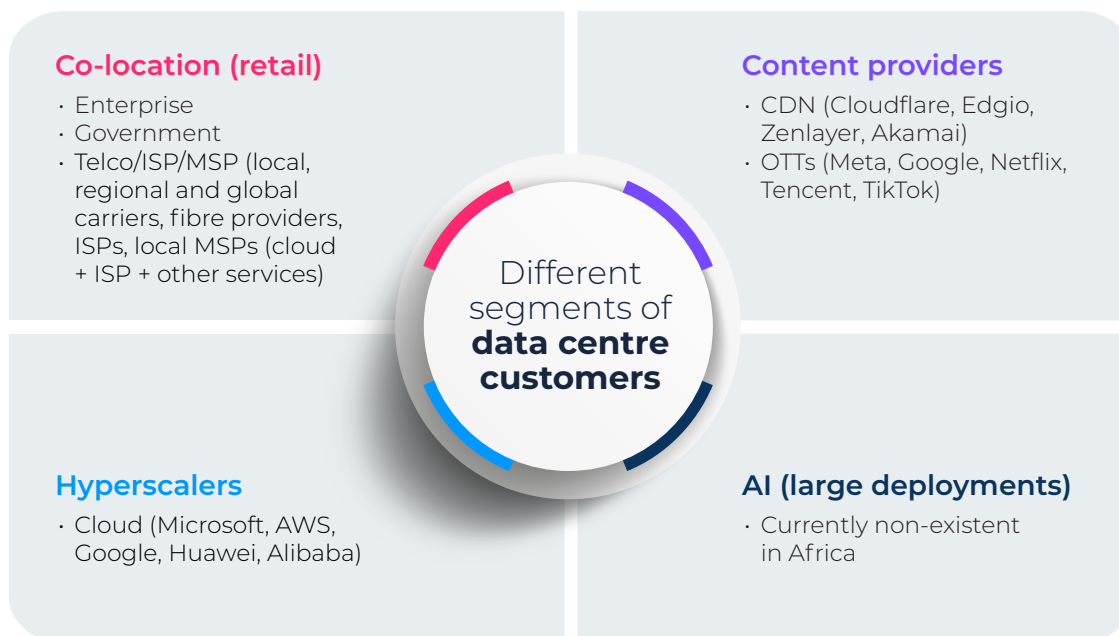 Co-location (retail)
· Enterprise
· Government
· Telco/ISP/MSP (local,
regional and global
carriers, fibre providers,
ISPs, local MSPs (cloud
+ ISP + other services)
Content providers
· CDN (Cloudflare, Edgio,
Zenlayer, Akamai)
· OTTs (Meta, Google, Netflix,
Tencent, TikTok)
Different
segments of
data centre
customers
Hyperscalers
· Cloud (Microsoft, AWS,
Google, Huawei, Alibaba)
AI (large deployments)
· Currently non-existent
in Africa